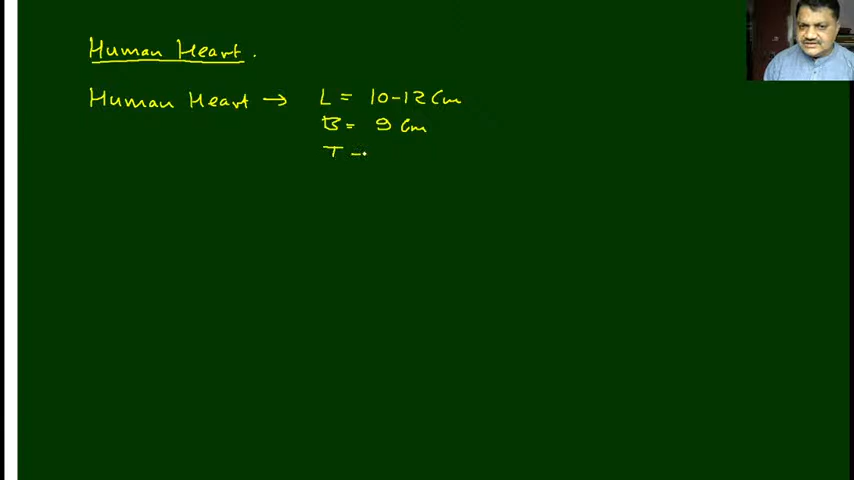 Human Heart.
Human Heart → L = 10-12 Cm
B = 9 Cm
T -